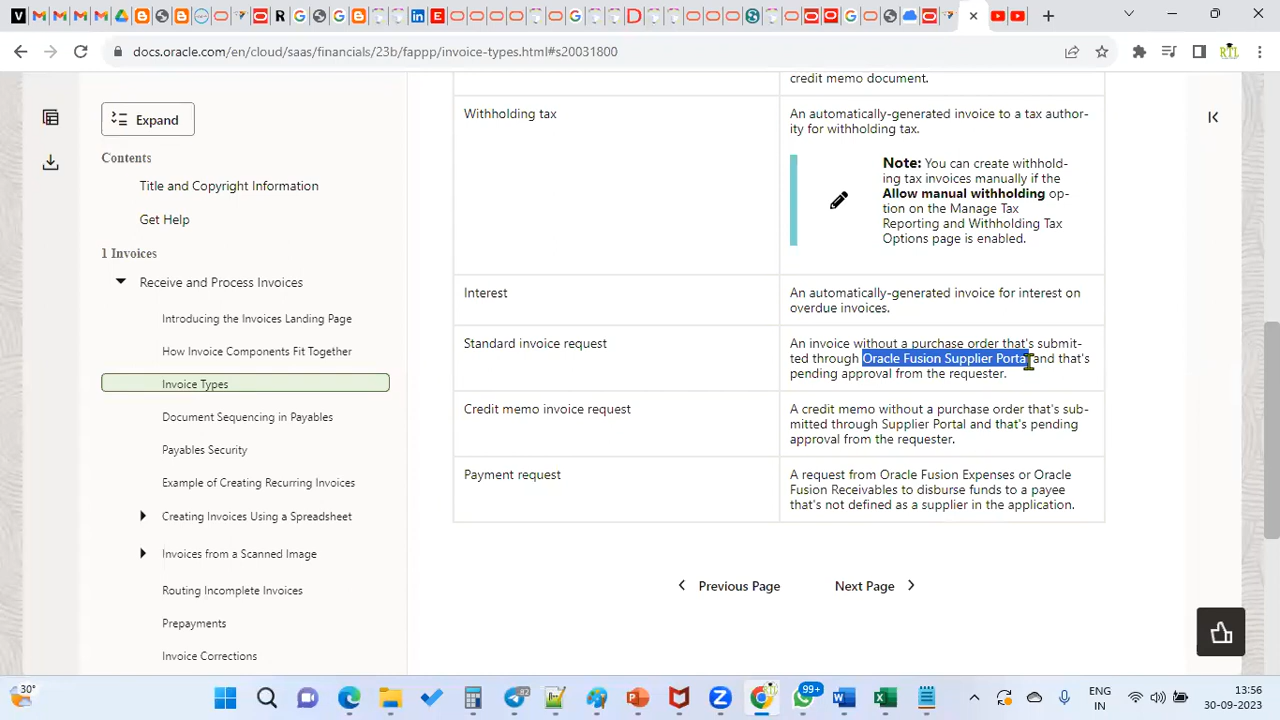 docs.oracle.com/en/cloud/saas/financials/23b/fappp/invoice-types.html#s20031800
RTL
Expand
Contents
Title and Copyright Information
Get Help
1 Invoices
Receive and Process Invoices
Introducing the Invoices Landing Page
How Invoice Components Fit Together
Invoice Types
Document Sequencing in Payables
Payables Security
Example of Creating Recurring Invoices
Creating Invoices Using a Spreadsheet
Invoices from a Scanned Image
Routing Incomplete Invoices
Prepayments
Invoice Corrections
credit memo document.
Withholding tax
An automatically-generated invoice to a tax author-
ity for withholding tax.
Note: You can create withhold-
ing tax invoices manually if the
Allow manual withholding op-
tion on the Manage Tax
Reporting and Withholding Tax
Options page is enabled.
Interest
An automatically-generated invoice for interest on
overdue invoices.
Standard invoice request
An invoice without a purchase order that's submit-
ted through Oracle Fusion Supplier Portal and that's
pending approval from the requester.
Credit memo invoice request
A credit memo without a purchase order that's sub-
mitted through Supplier Portal and that's pending
approval from the requester.
Payment request
A request from Oracle Fusion Expenses or Oracle
Fusion Receivables to disburse funds to a payee
that's not defined as a supplier in the application.
Previous Page
Next Page
30°
99+
ENG
IN
13:56
30-09-2023